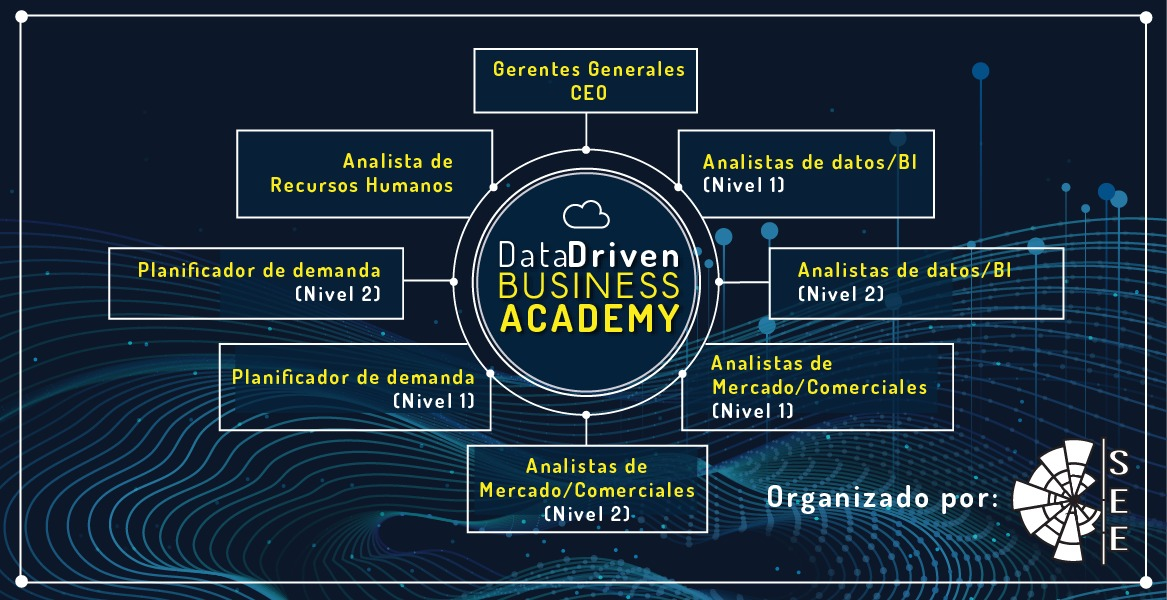 Gerentes Generales
CEO
Analista de
Recursos Humanos
Analistas de datos/BI
(Nivel 1)
DataDriven
BUSINESS
ACADEMY
Planificador de demanda
(Nivel 2)
Analistas de datos/BI
(Nivel 2)
Planificador de demanda
(Nivel 1)
Analistas de
Mercado/Comerciales
(Nivel 1)
Analistas de
Mercado/Comerciales
(Nivel 2)
Organizado por:
S
E
E